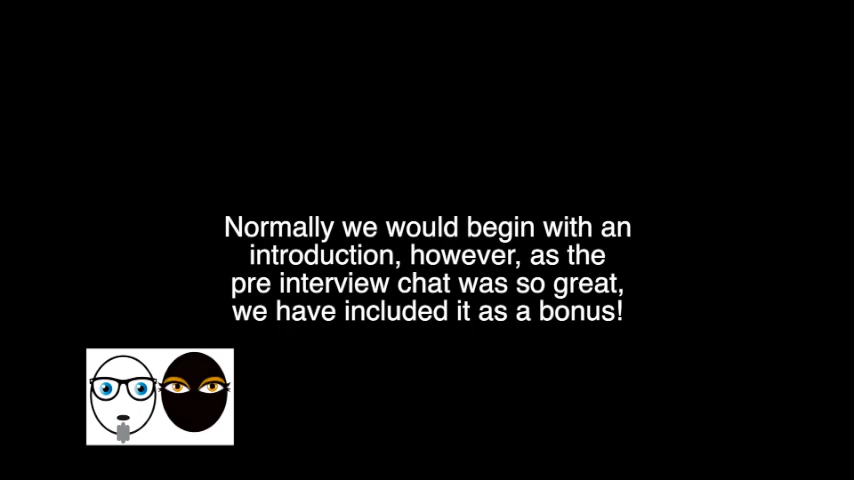 Normally we would begin with an
introduction, however, as the
pre interview chat was so great,
we have included it as a bonus!